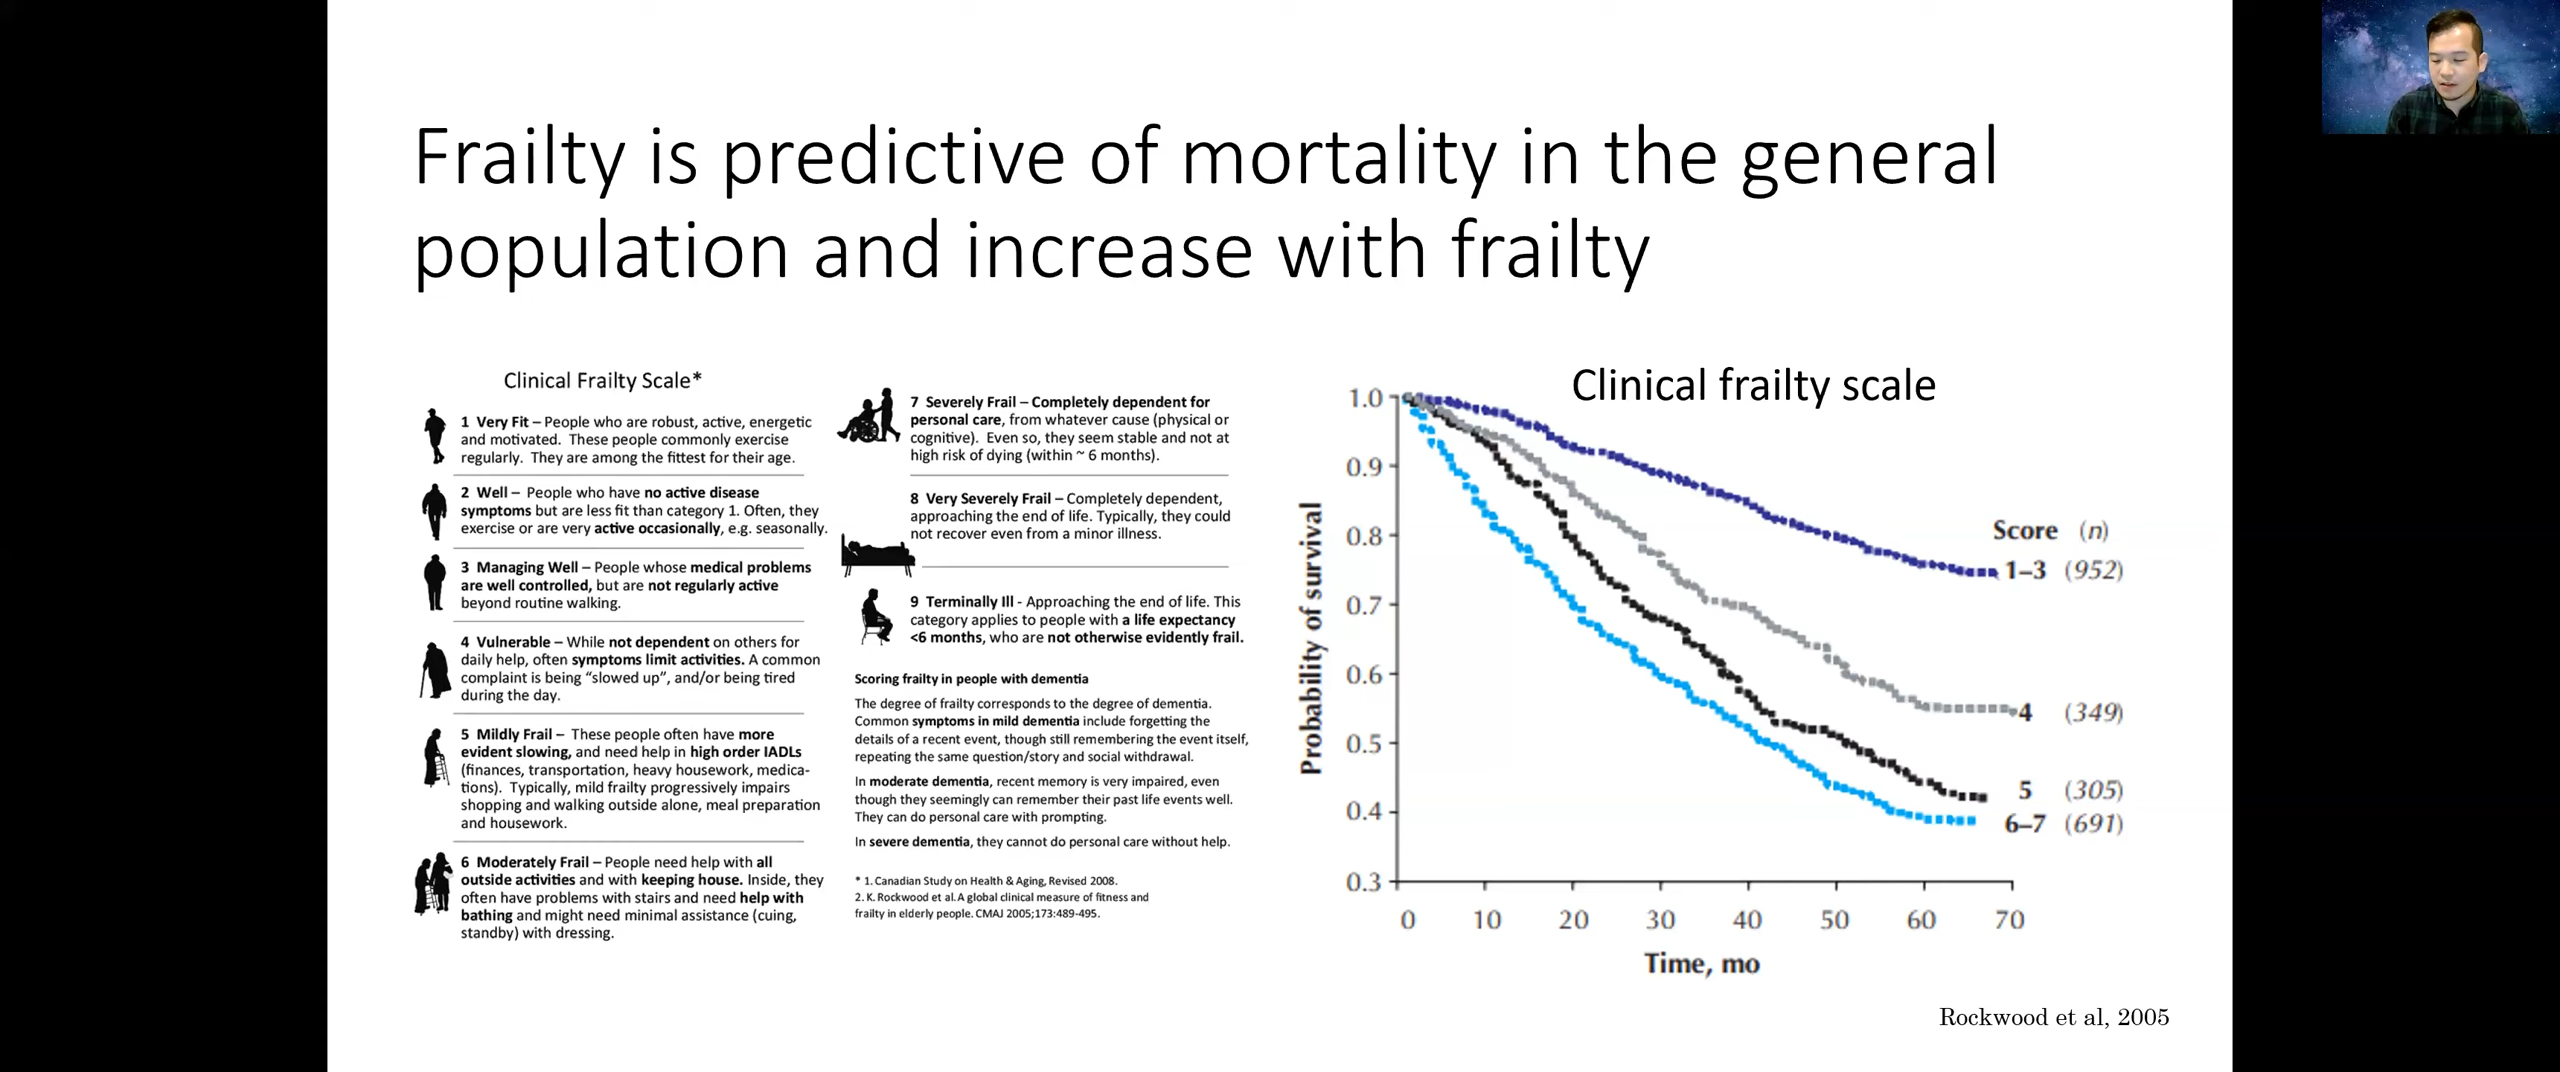 Frailty is predictive of mortality in the general
population and increase with frailty
Clinical Frailty Scale*
1 Very Fit – People who are robust, active, energetic
and motivated. These people commonly exercise
regularly. They are among the fittest for their age.
2 Well – People who have no active disease
symptoms but are less fit than category 1. Often, they
exercise or are very active occasionally, e.g. seasonally.
3 Managing Well – People whose medical problems
are well controlled, but are not regularly active
beyond routine walking.
4 Vulnerable – While not dependent on others for
daily help, often symptoms limit activities. A common
complaint is being “slowed up”, and/or being tired
during the day.
5 Mildly Frail – These people often have more
evident slowing, and need help in high order IADLs
(finances, transportation, heavy housework, medica-
tions). Typically, mild frailty progressively impairs
shopping and walking outside alone, meal preparation
and housework.
6 Moderately Frail – People need help with all
outside activities and with keeping house. Inside, they
often have problems with stairs and need help with
bathing and might need minimal assistance (cuing,
standby) with dressing.
7 Severely Frail – Completely dependent for
personal care, from whatever cause (physical or
cognitive). Even so, they seem stable and not at
high risk of dying (within ~ 6 months).
8 Very Severely Frail – Completely dependent,
approaching the end of life. Typically, they could
not recover even from a minor illness.
9 Terminally Ill - Approaching the end of life. This
category applies to people with a life expectancy
<6 months, who are not otherwise evidently frail.
Scoring frailty in people with dementia
The degree of frailty corresponds to the degree of dementia.
Common symptoms in mild dementia include forgetting the
details of a recent event, though still remembering the event itself,
repeating the same question/story and social withdrawal.
In moderate dementia, recent memory is very impaired, even
though they seemingly can remember their past life events well.
They can do personal care with prompting.
In severe dementia, they cannot do personal care without help.
* 1. Canadian Study on Health & Aging, Revised 2008.
2. K. Rockwood et al. A global clinical measure of fitness and
frailty in elderly people. CMAJ 2005;173:489-495.
Clinical frailty scale
Probability of survival
1.0
0.9
0.8
0.7
0.6
0.5
0.4
0.3
Score (n)
1–3 (952)
4 (349)
5 (305)
6–7 (691)
0 10 20 30 40 50 60 70
Time, mo
Rockwood et al, 2005